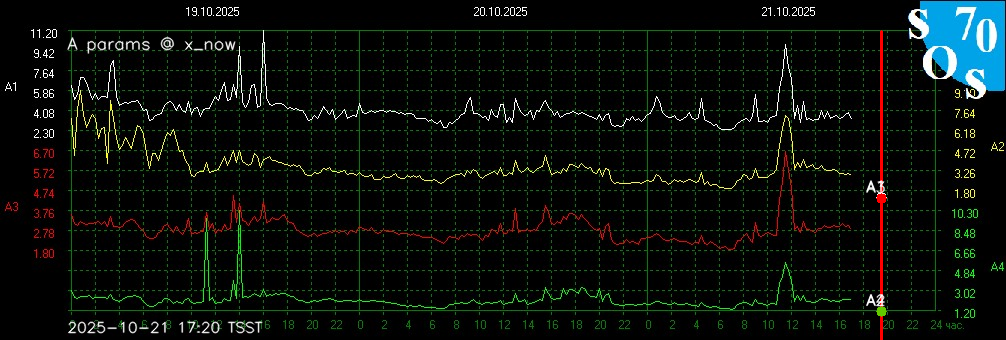 19.10.2025 20.10.2025 21.10.2025
SOS 70
A params @ x_now
A1
11.20
9.42
7.64
5.86
4.08
2.30
A3
6.70
5.72
4.74
3.76
2.78
1.80
A2
9.10
7.64
6.18
4.72
3.26
1.80
A4
10.30
8.48
6.66
4.84
3.02
1.20
2025-10-21 17:20 TSST
18 20 22 0 2 4 6 8 10 12 14 16 18 20 22 0 2 4 6 8 10 12 14 16 18 20 22 24 час.